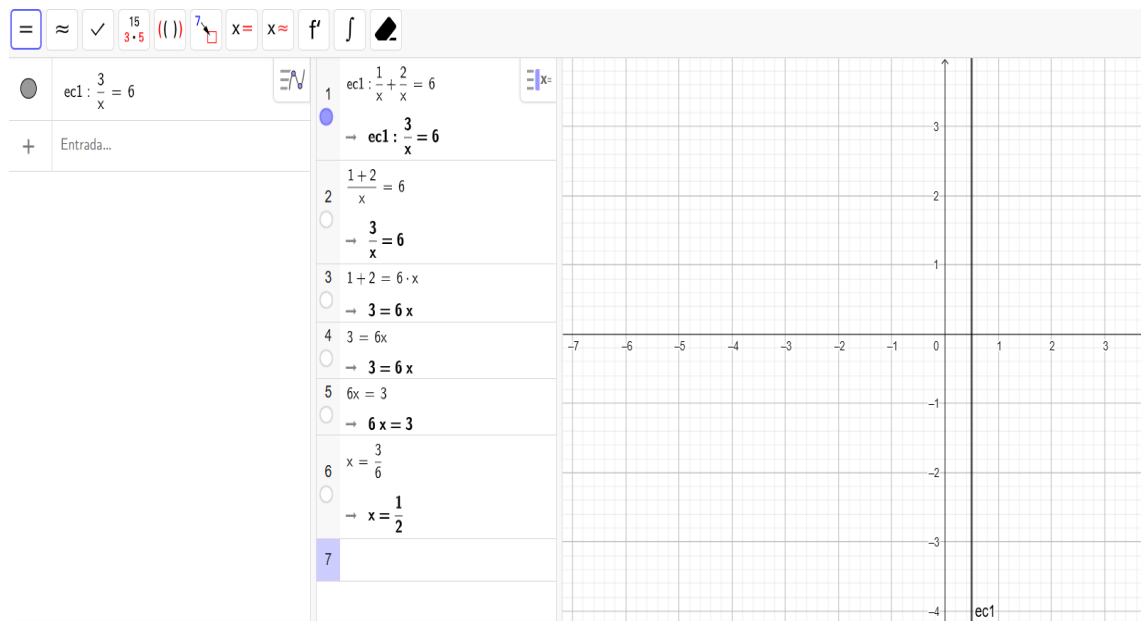 = ≈ ✓ 15 3·5 (( )) 7 x= x≈ f' ∫
ec1 : 3/x = 6
+ Entrada...
x=
1 ec1 : 1/x + 2/x = 6
→ ec1 : 3/x = 6
2 (1+2)/x = 6
→ 3/x = 6
3 1+2 = 6·x
→ 3 = 6 x
4 3 = 6x
→ 3 = 6 x
5 6x = 3
→ 6 x = 3
6 x = 3/6
→ x = 1/2
7
3
2
1
–7 –6 –5 –4 –3 –2 –1 0 1 2 3
–1
–2
–3
–4
ec1